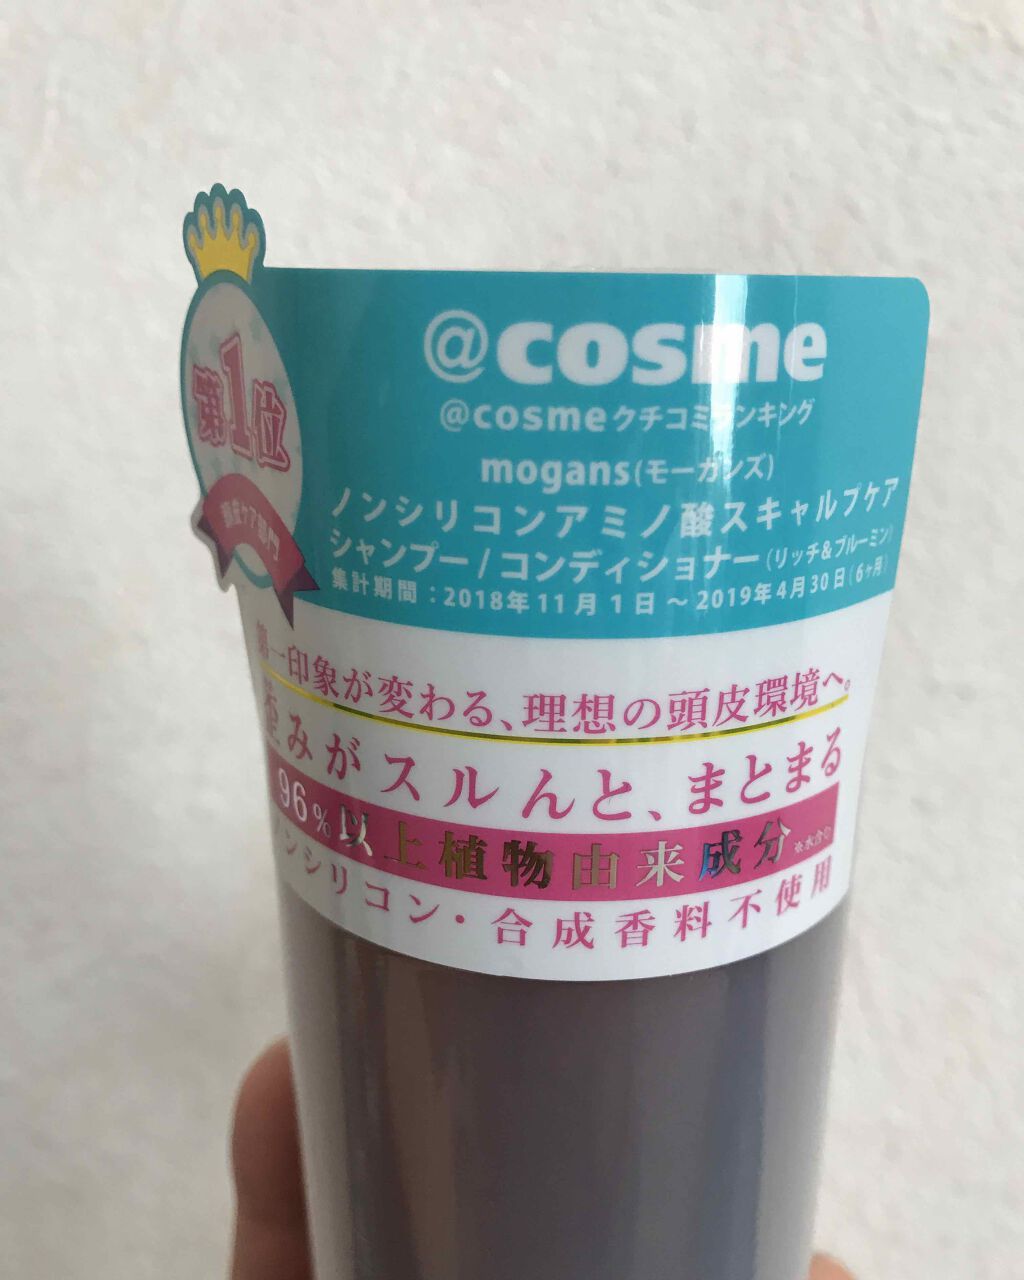 @cosme
@cosmeクチコミランキング
mogans(モーガンズ)
ノンシリコンアミノ酸スキャルプケア
シャンプー/コンディショナー(リッチ&ブルーミン)
集計期間:2018年11月1日～2019年4月30日(6ヶ月)
第1位
頭皮ケア部門
第一印象が変わる、理想の頭皮環境へ。
歪みがスルんと、まとまる
96%以上植物由来成分 ※水含む
ノンシリコン・合成香料不使用